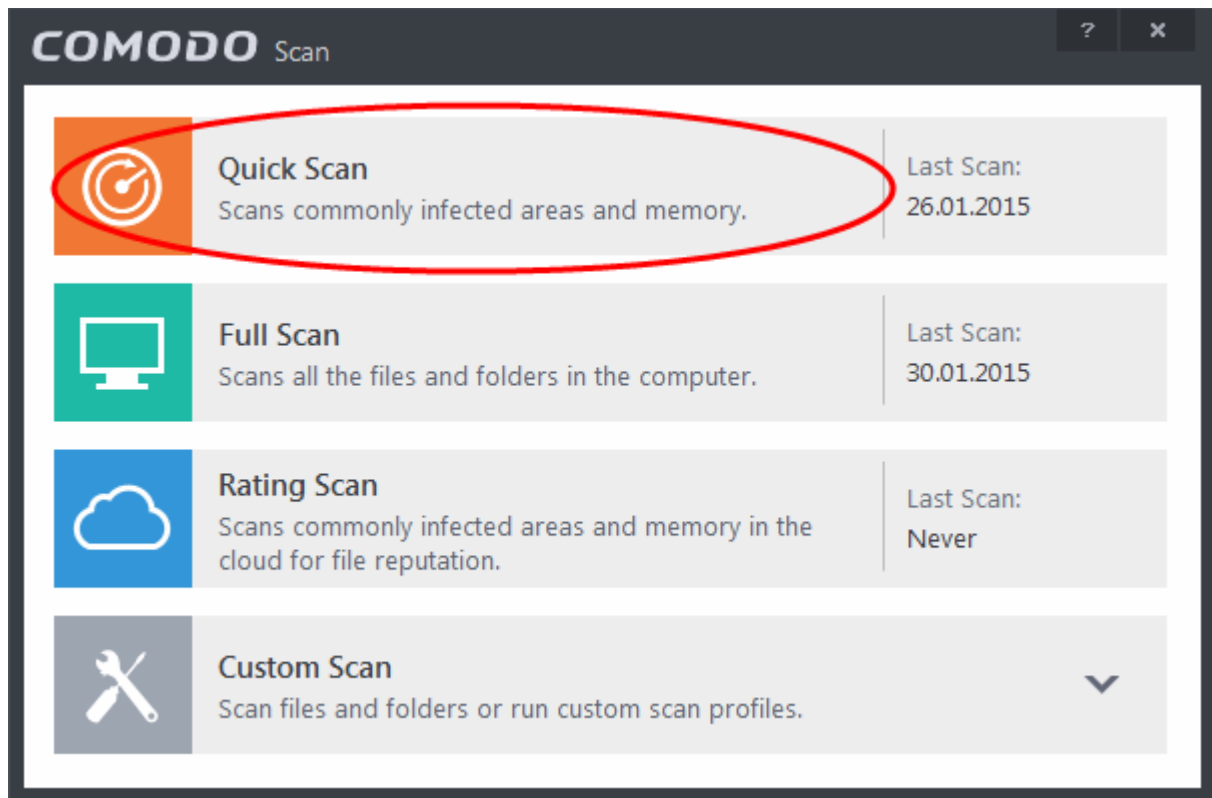 COMODO Scan
? ×
Quick Scan
Scans commonly infected areas and memory.
Last Scan:
26.01.2015
Full Scan
Scans all the files and folders in the computer.
Last Scan:
30.01.2015
Rating Scan
Scans commonly infected areas and memory in the
cloud for file reputation.
Last Scan:
Never
Custom Scan
Scan files and folders or run custom scan profiles.